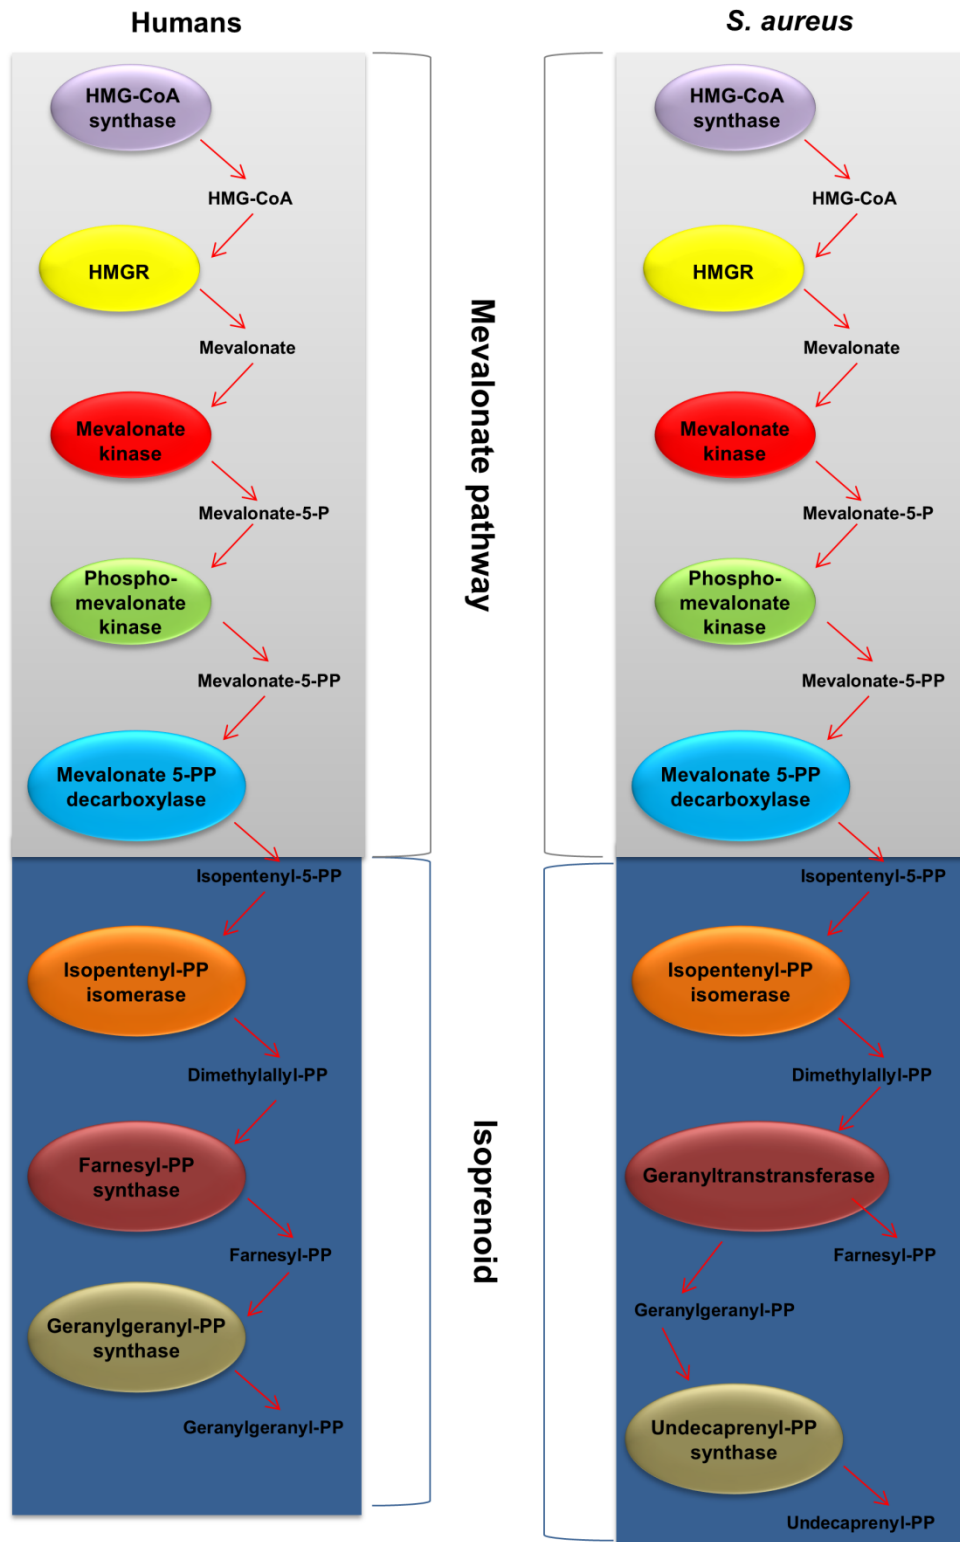 Humans
HMG-CoA
synthase
HMG-CoA
HMGR
Mevalonate
Mevalonate
kinase
Mevalonate-5-P
Phospho-
mevalonate
kinase
Mevalonate-5-PP
Mevalonate 5-PP
decarboxylase
Isopentenyl-5-PP
Isopentenyl-PP
isomerase
Dimethylallyl-PP
Farnesyl-PP
synthase
Farnesyl-PP
Geranylgeranyl-PP
synthase
Geranylgeranyl-PP
Mevalonate pathway
Isoprenoid
S. aureus
HMG-CoA
synthase
HMG-CoA
HMGR
Mevalonate
Mevalonate
kinase
Mevalonate-5-P
Phospho-
mevalonate
kinase
Mevalonate-5-PP
Mevalonate 5-PP
decarboxylase
Isopentenyl-5-PP
Isopentenyl-PP
isomerase
Dimethylallyl-PP
Geranyltranstransferase
Farnesyl-PP
Geranylgeranyl-PP
Undecaprenyl-PP
synthase
Undecaprenyl-PP